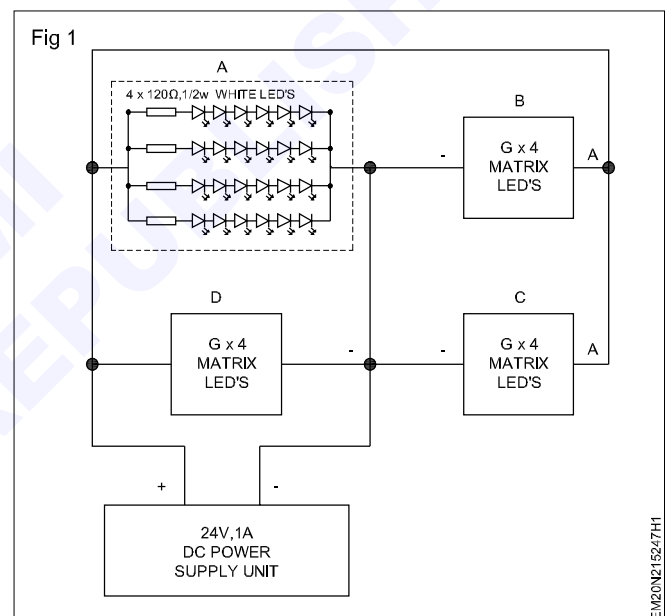 Fig 1
A
4 x 120Ω,1/2w WHITE LED'S
B
G x 4
MATRIX
LED'S
-
A
D
G x 4
MATRIX
LED'S
-
C
G x 4
MATRIX
LED'S
-
A
+
-
24V,1A
DC POWER
SUPPLY UNIT
EM20N215247H1